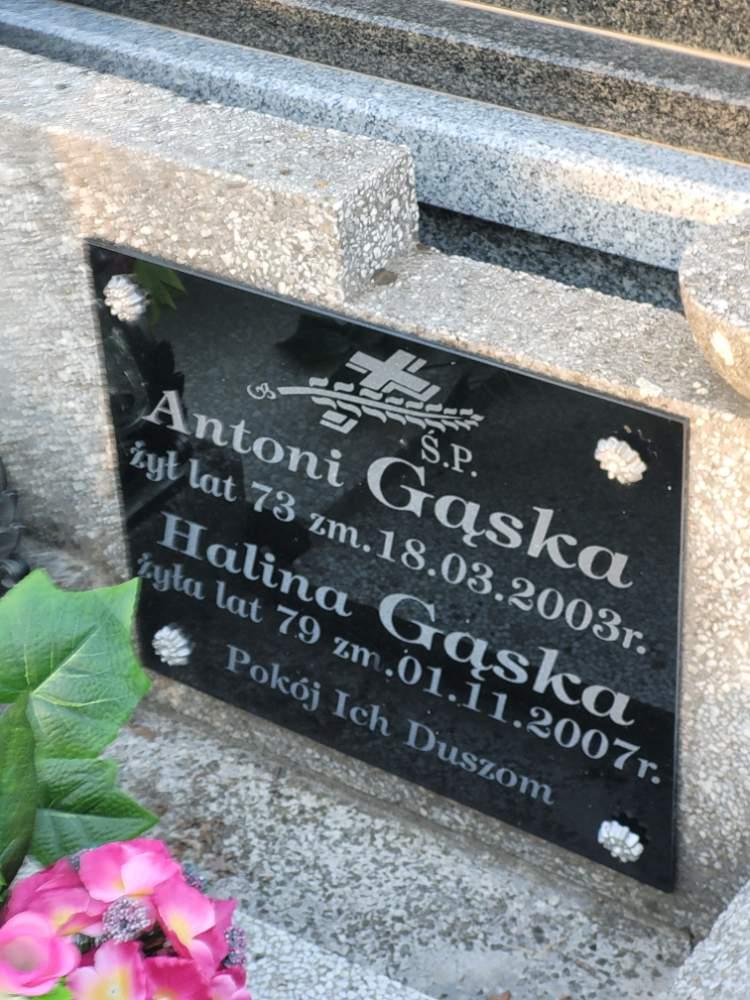 Ś.P.
Antoni Gąska
żył lat 73 zm.18.03.2003r.
Halina Gąska
żyła lat 79 zm.01.11.2007r.
Pokój Ich Duszom